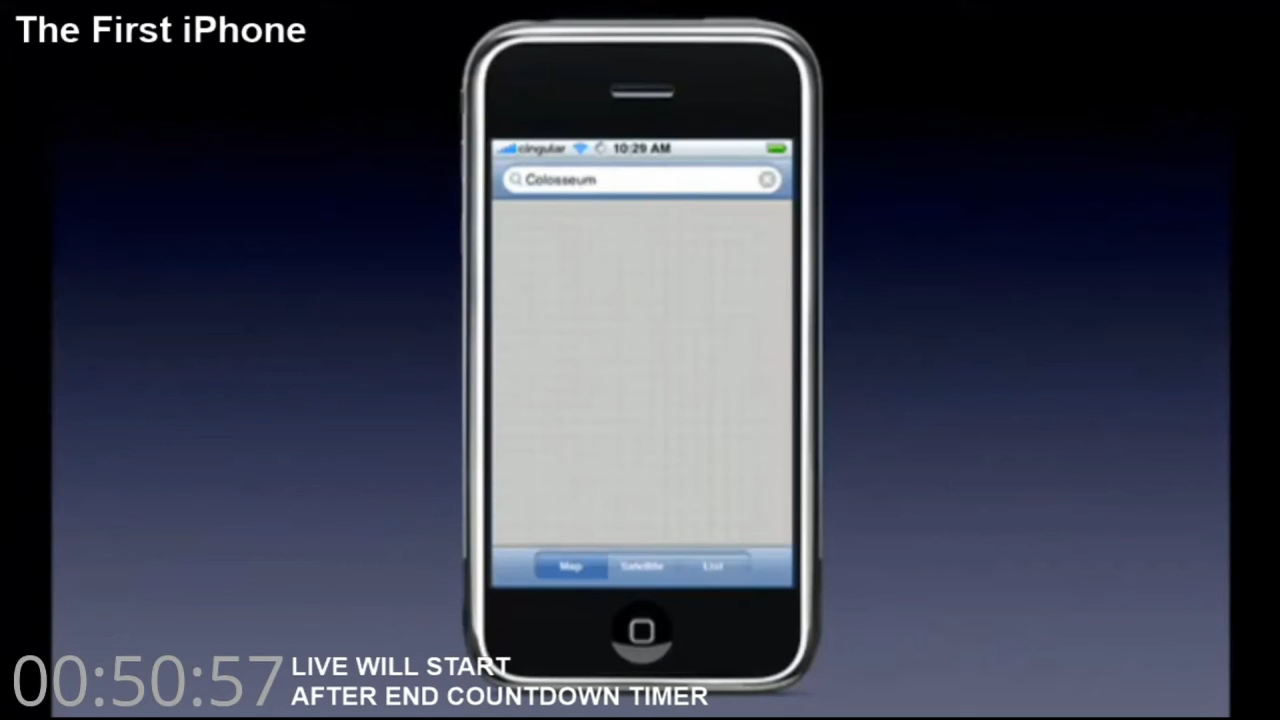 The First iPhone
cingular 10:29 AM
Colosseum
Map Satellite List
00:50:57 LIVE WILL START
AFTER END COUNTDOWN TIMER